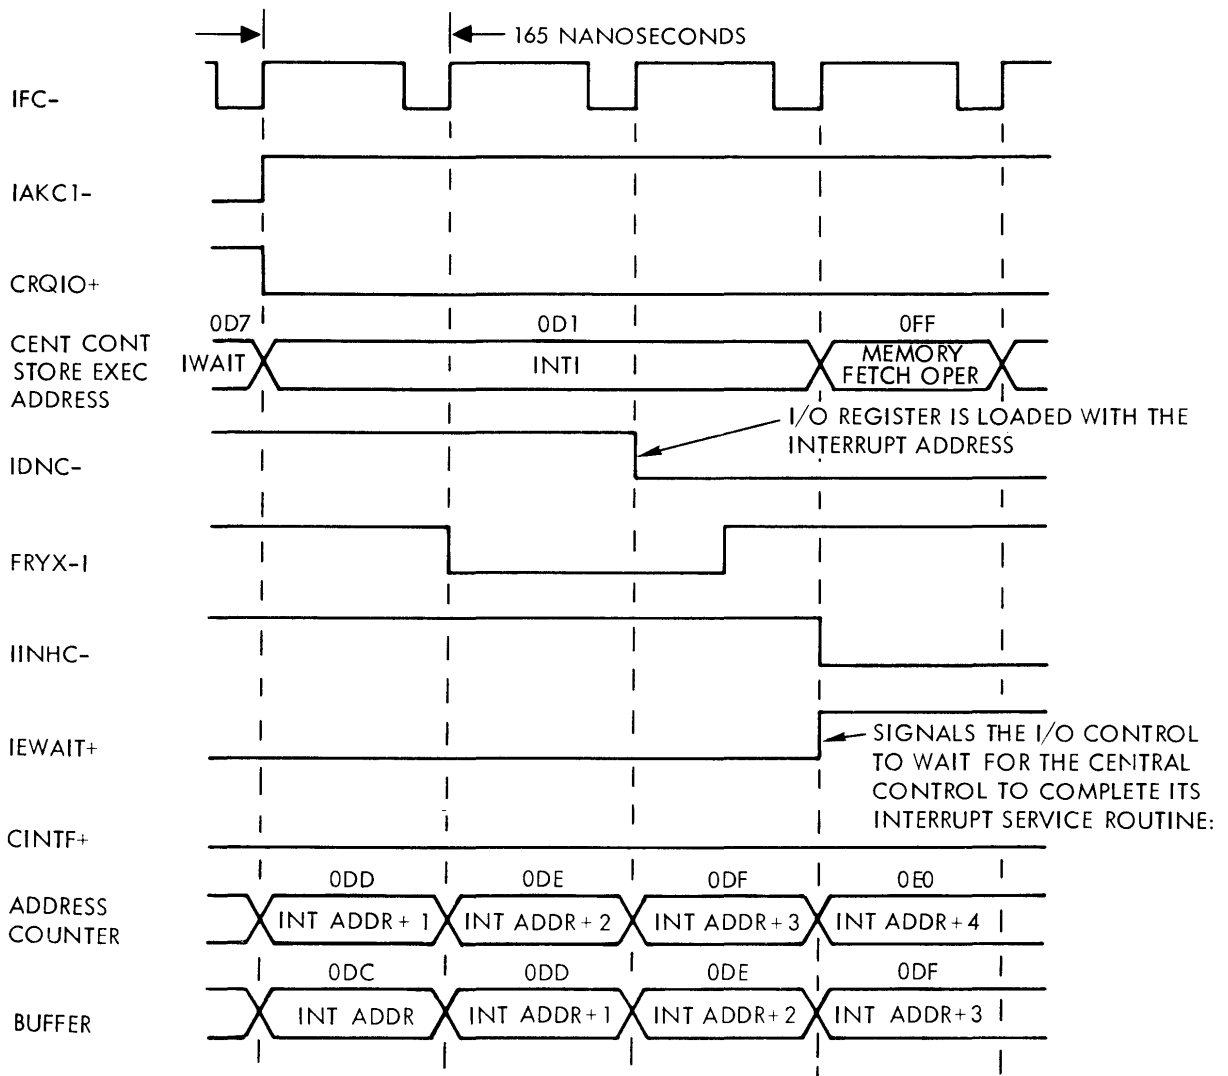 165 NANOSECONDS
IFC-
IAKC1-
CRQIO+
0D7 0D1 0FF
CENT CONT
STORE EXEC
ADDRESS
IWAIT INTI MEMORY
FETCH OPER
I/O REGISTER IS LOADED WITH THE
INTERRUPT ADDRESS
IDNC-
FRYX-I
IINHC-
IEWAIT+
SIGNALS THE I/O CONTROL
TO WAIT FOR THE CENTRAL
CONTROL TO COMPLETE ITS
INTERRUPT SERVICE ROUTINE:
CINTF+
0DD 0DE 0DF 0E0
ADDRESS
COUNTER
INT ADDR+ 1 INT ADDR+ 2 INT ADDR+3 INT ADDR+4
0DC 0DD 0DE 0DF
BUFFER
INT ADDR INT ADDR+1 INT ADDR+2 INT ADDR+3